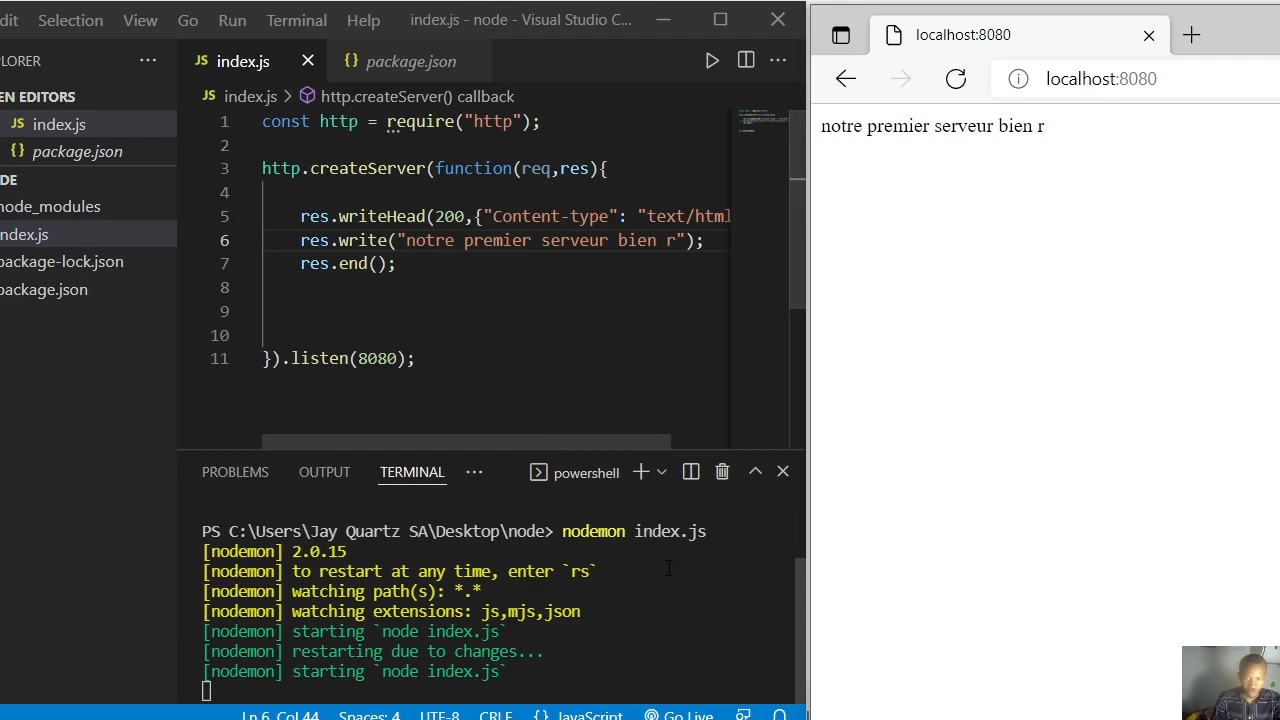 dit Selection View Go Run Terminal Help index.js - node - Visual Studio C...
PLORER
EN EDITORS
JS index.js
{} package.json
DE
node_modules
index.js
package-lock.json
package.json
JS index.js {} package.json
JS index.js > http.createServer() callback
1 const http = require("http");
2
3 http.createServer(function(req,res){
4
5 res.writeHead(200,{"Content-type": "text/html
6 res.write("notre premier serveur bien r");
7 res.end();
8
9
10
11 }).listen(8080);
PROBLEMS OUTPUT TERMINAL ... powershell
PS C:\Users\Jay Quartz SA\Desktop\node> nodemon index.js
[nodemon] 2.0.15
[nodemon] to restart at any time, enter `rs`
[nodemon] watching path(s): *.*
[nodemon] watching extensions: js,mjs,json
[nodemon] starting `node index.js`
[nodemon] restarting due to changes...
[nodemon] starting `node index.js`
Ln 6, Col 44 Spaces: 4 UTF-8 CRLF {} JavaScript Go Live
localhost:8080
localhost:8080
notre premier serveur bien r